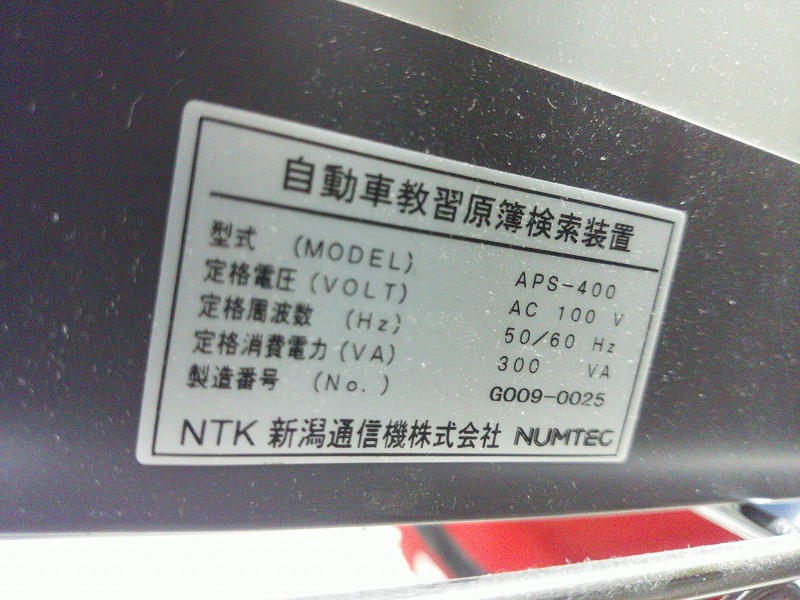 自動車教習原簿検索装置
型式 (MODEL) APS-400
定格電圧(VOLT) AC 100 V
定格周波数 (Hz) 50/60 Hz
定格消費電力(VA) 300 VA
製造番号 (No.) G009-0025
NTK 新潟通信機株式会社 NUMTEC